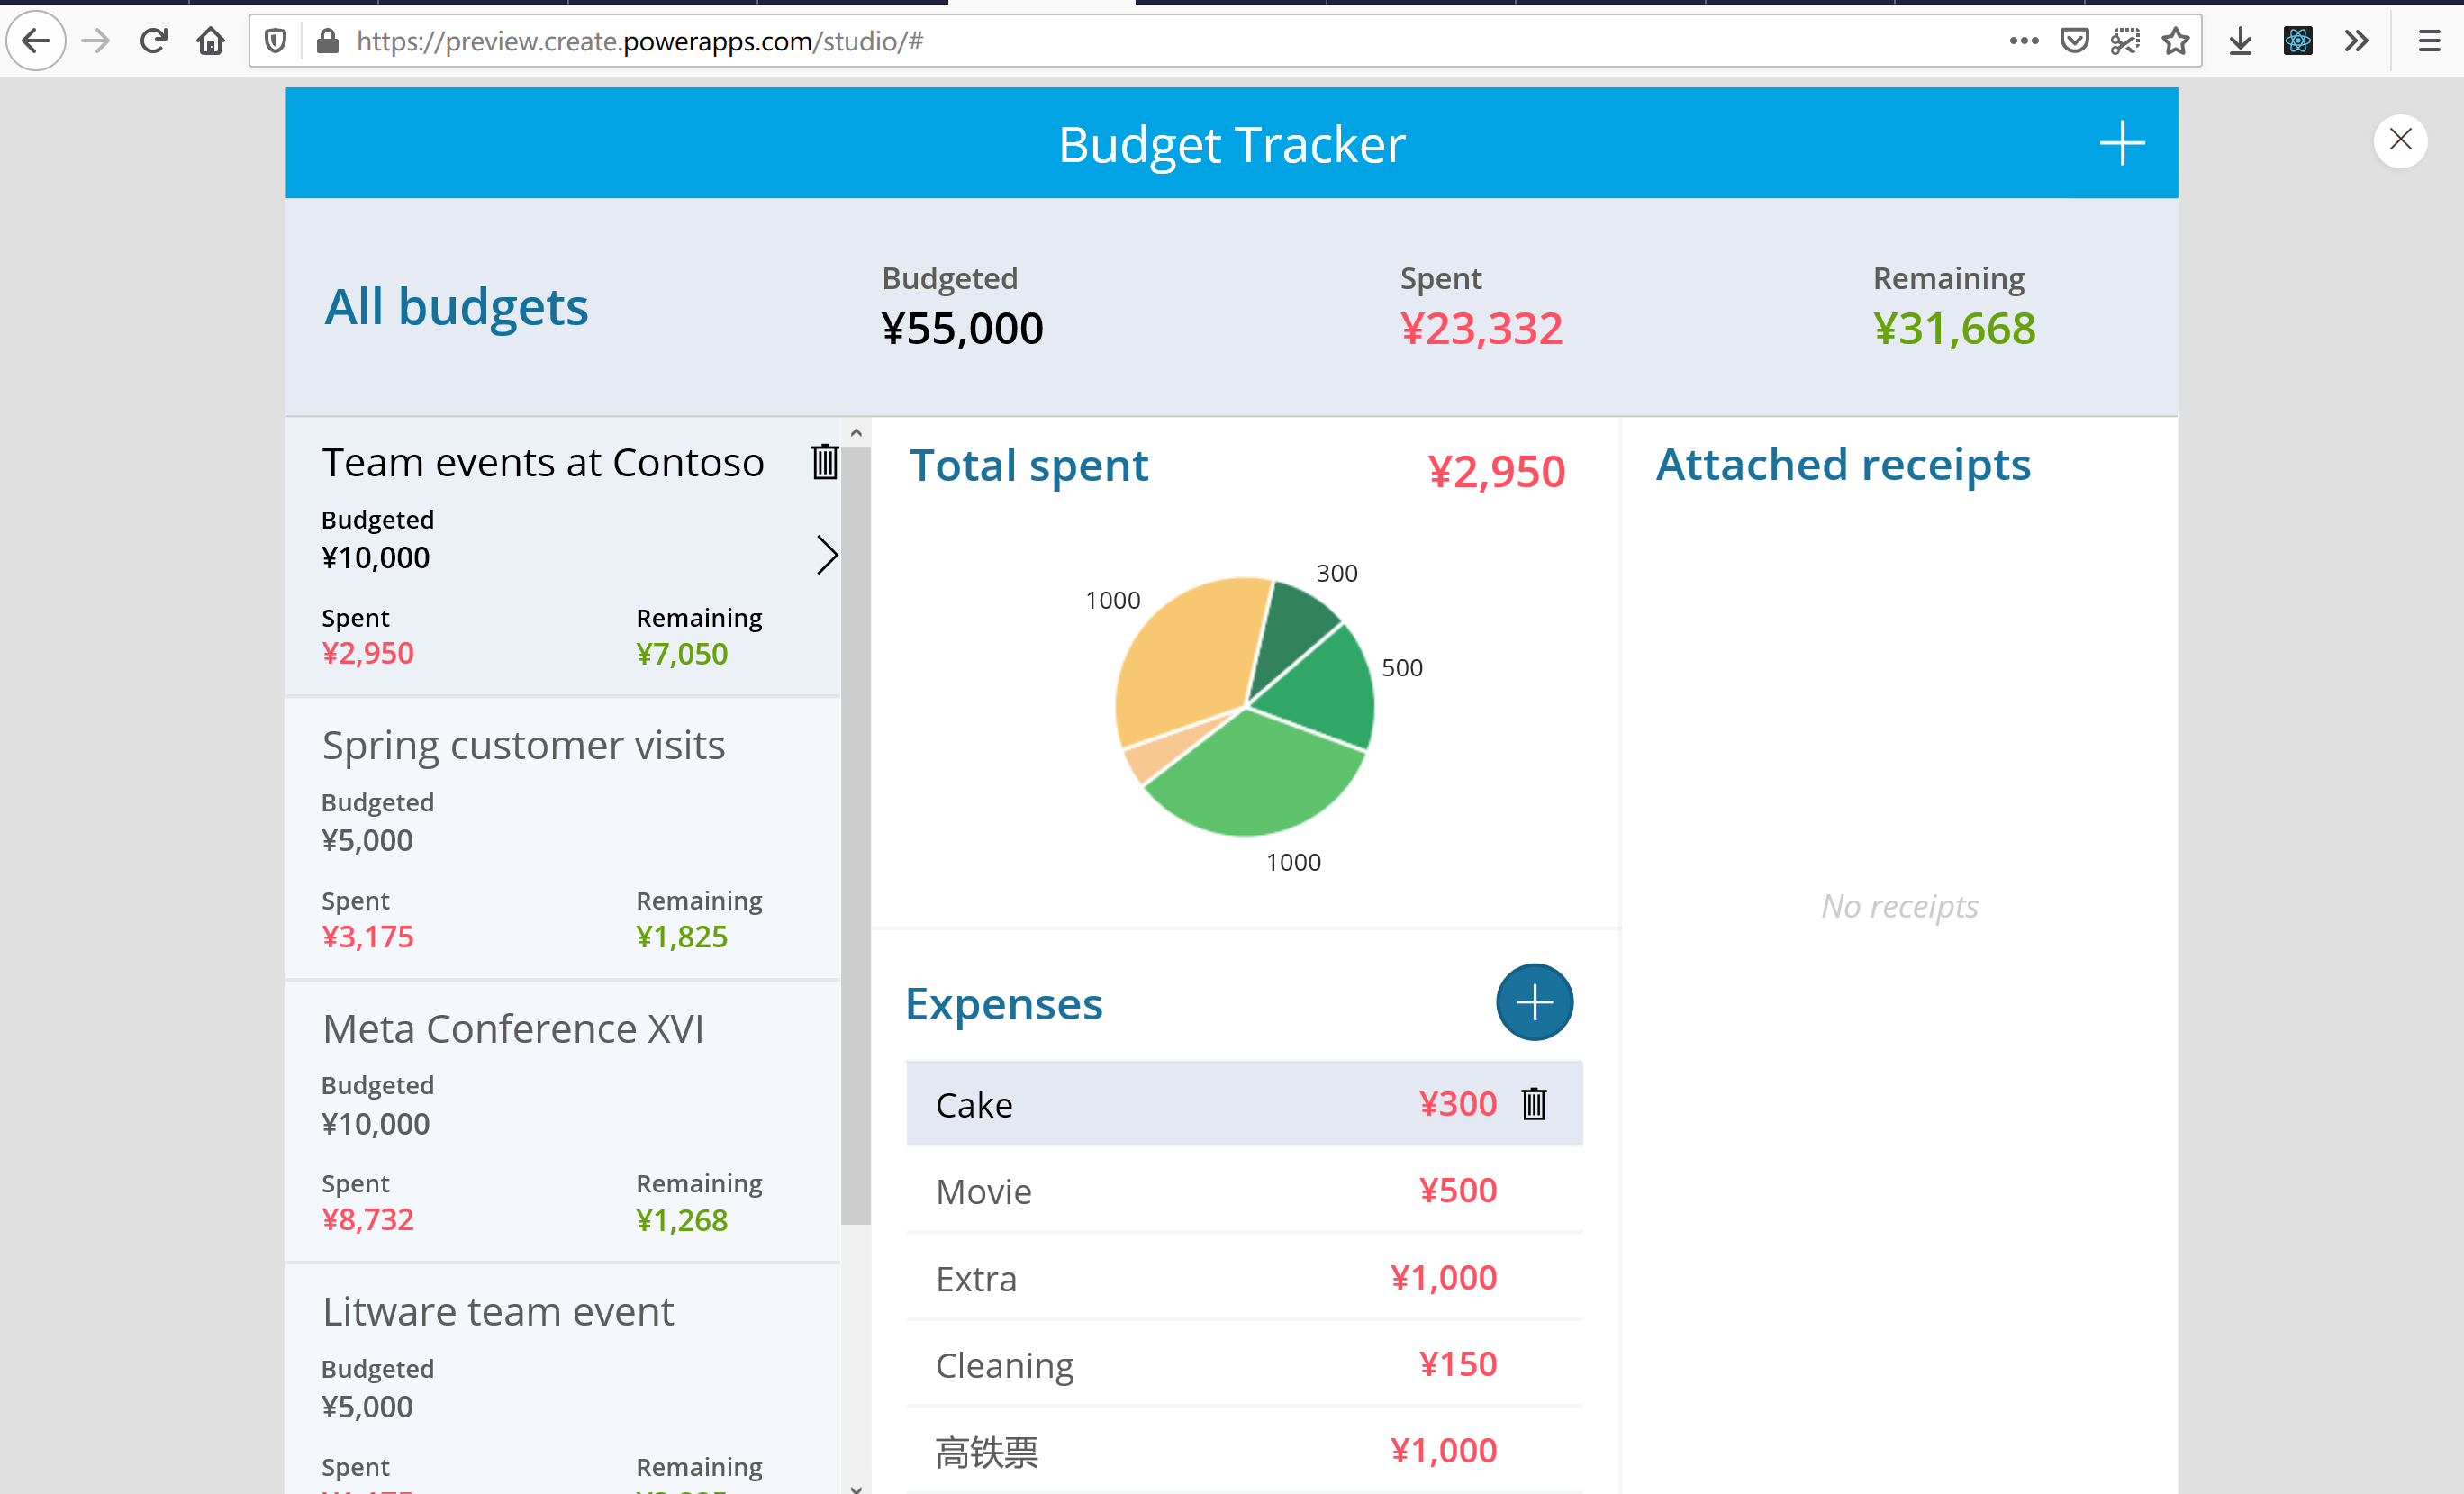 https://preview.create.powerapps.com/studio/#
Budget Tracker
All budgets
Budgeted
¥55,000
Spent
¥23,332
Remaining
¥31,668
Team events at Contoso
Budgeted
¥10,000
Spent
¥2,950
Remaining
¥7,050
Spring customer visits
Budgeted
¥5,000
Spent
¥3,175
Remaining
¥1,825
Meta Conference XVI
Budgeted
¥10,000
Spent
¥8,732
Remaining
¥1,268
Litware team event
Budgeted
¥5,000
Spent
Remaining
Total spent
¥2,950
300
1000
500
1000
Expenses
Cake ¥300
Movie ¥500
Extra ¥1,000
Cleaning ¥150
高铁票 ¥1,000
Attached receipts
No receipts